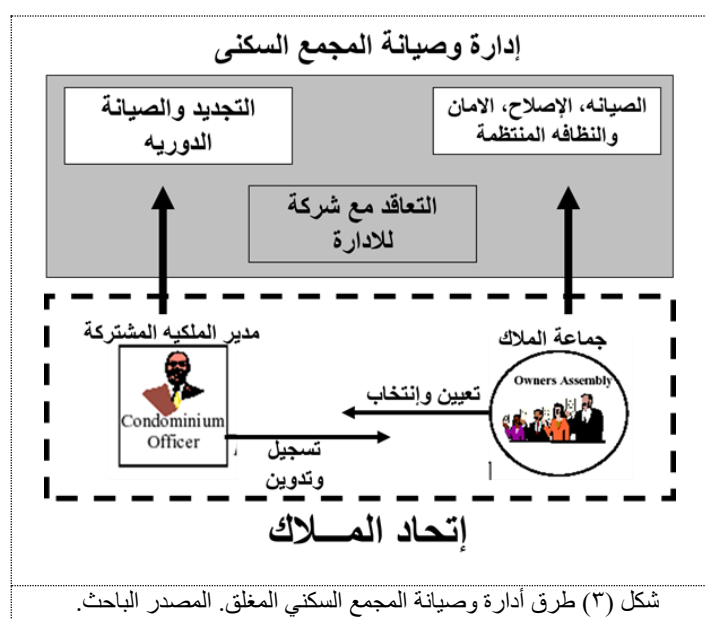 إدارة وصيانة المجمع السكنى
الصيانه، الإصلاح، الامان
والنظافه المنتظمة
التجديد والصيانة
الدوريه
التعاقد مع شركة
للادارة
جماعة الملاك
مدير الملكيه المشتركة
Owners Assembly
تعيين وإنتخاب
Condominium
Officer
تسجيل
وتدوين
إتحاد المـــلاك
شكل (٣) طرق أدارة وصيانة المجمع السكني المغلق. المصدر الباحث.